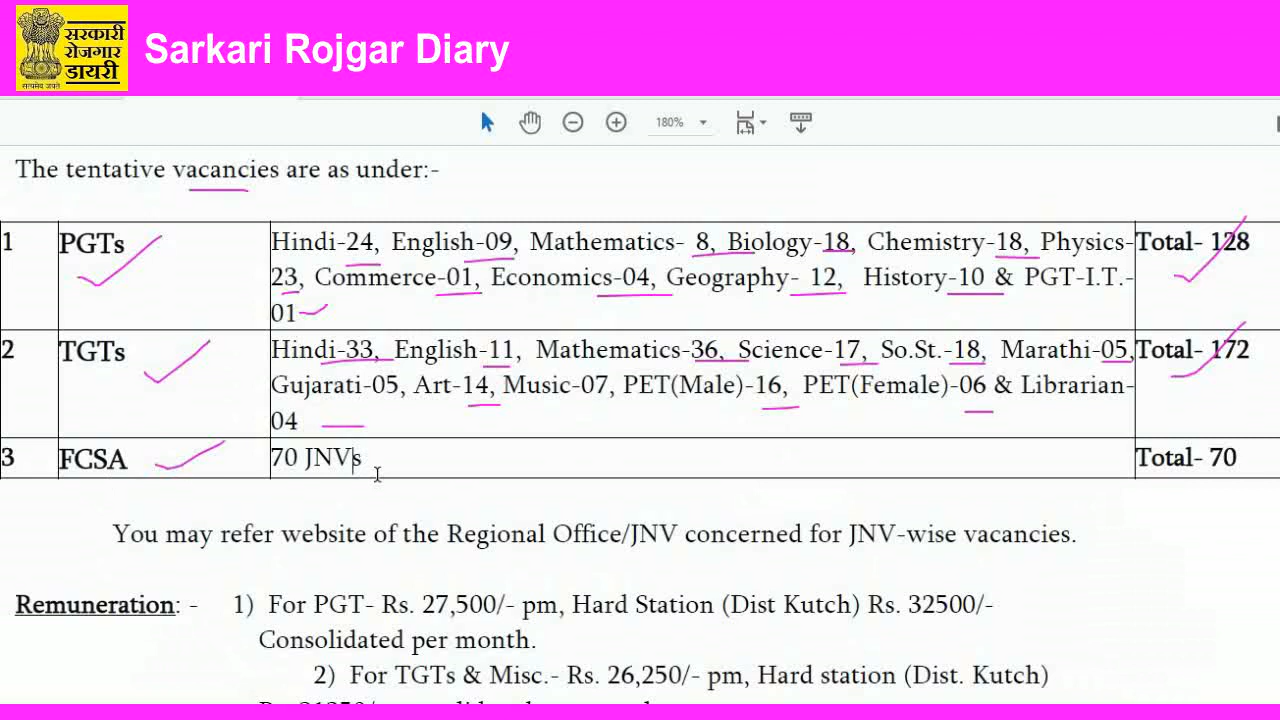 सरकारी
रोजगार
डायरी
सत्यमेव जयते
Sarkari Rojgar Diary
180%
The tentative vacancies are as under:-
1 PGTs Hindi-24, English-09, Mathematics- 8, Biology-18, Chemistry-18, Physics- Total- 128
23, Commerce-01, Economics-04, Geography- 12, History-10 & PGT-I.T.-
01
2 TGTs Hindi-33, English-11, Mathematics-36, Science-17, So.St.-18, Marathi-05, Total- 172
Gujarati-05, Art-14, Music-07, PET(Male)-16, PET(Female)-06 & Librarian-
04
3 FCSA 70 JNVs Total- 70
You may refer website of the Regional Office/JNV concerned for JNV-wise vacancies.
Remuneration: - 1) For PGT- Rs. 27,500/- pm, Hard Station (Dist Kutch) Rs. 32500/-
Consolidated per month.
2) For TGTs & Misc.- Rs. 26,250/- pm, Hard station (Dist. Kutch)